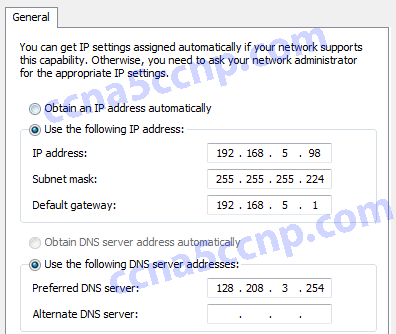 General
You can get IP settings assigned automatically if your network supports
this capability. Otherwise, you need to ask your network administrator
for the appropriate IP settings.
Obtain an IP address automatically
Use the following IP address:
IP address: 192 . 168 . 5 . 98
Subnet mask: 255 . 255 . 255 . 224
Default gateway: 192 . 168 . 5 . 1
Obtain DNS server address automatically
Use the following DNS server addresses:
Preferred DNS server: 128 . 208 . 3 . 254
Alternate DNS server: . . .
ccna5ccnp.com
ccna5ccnp.com